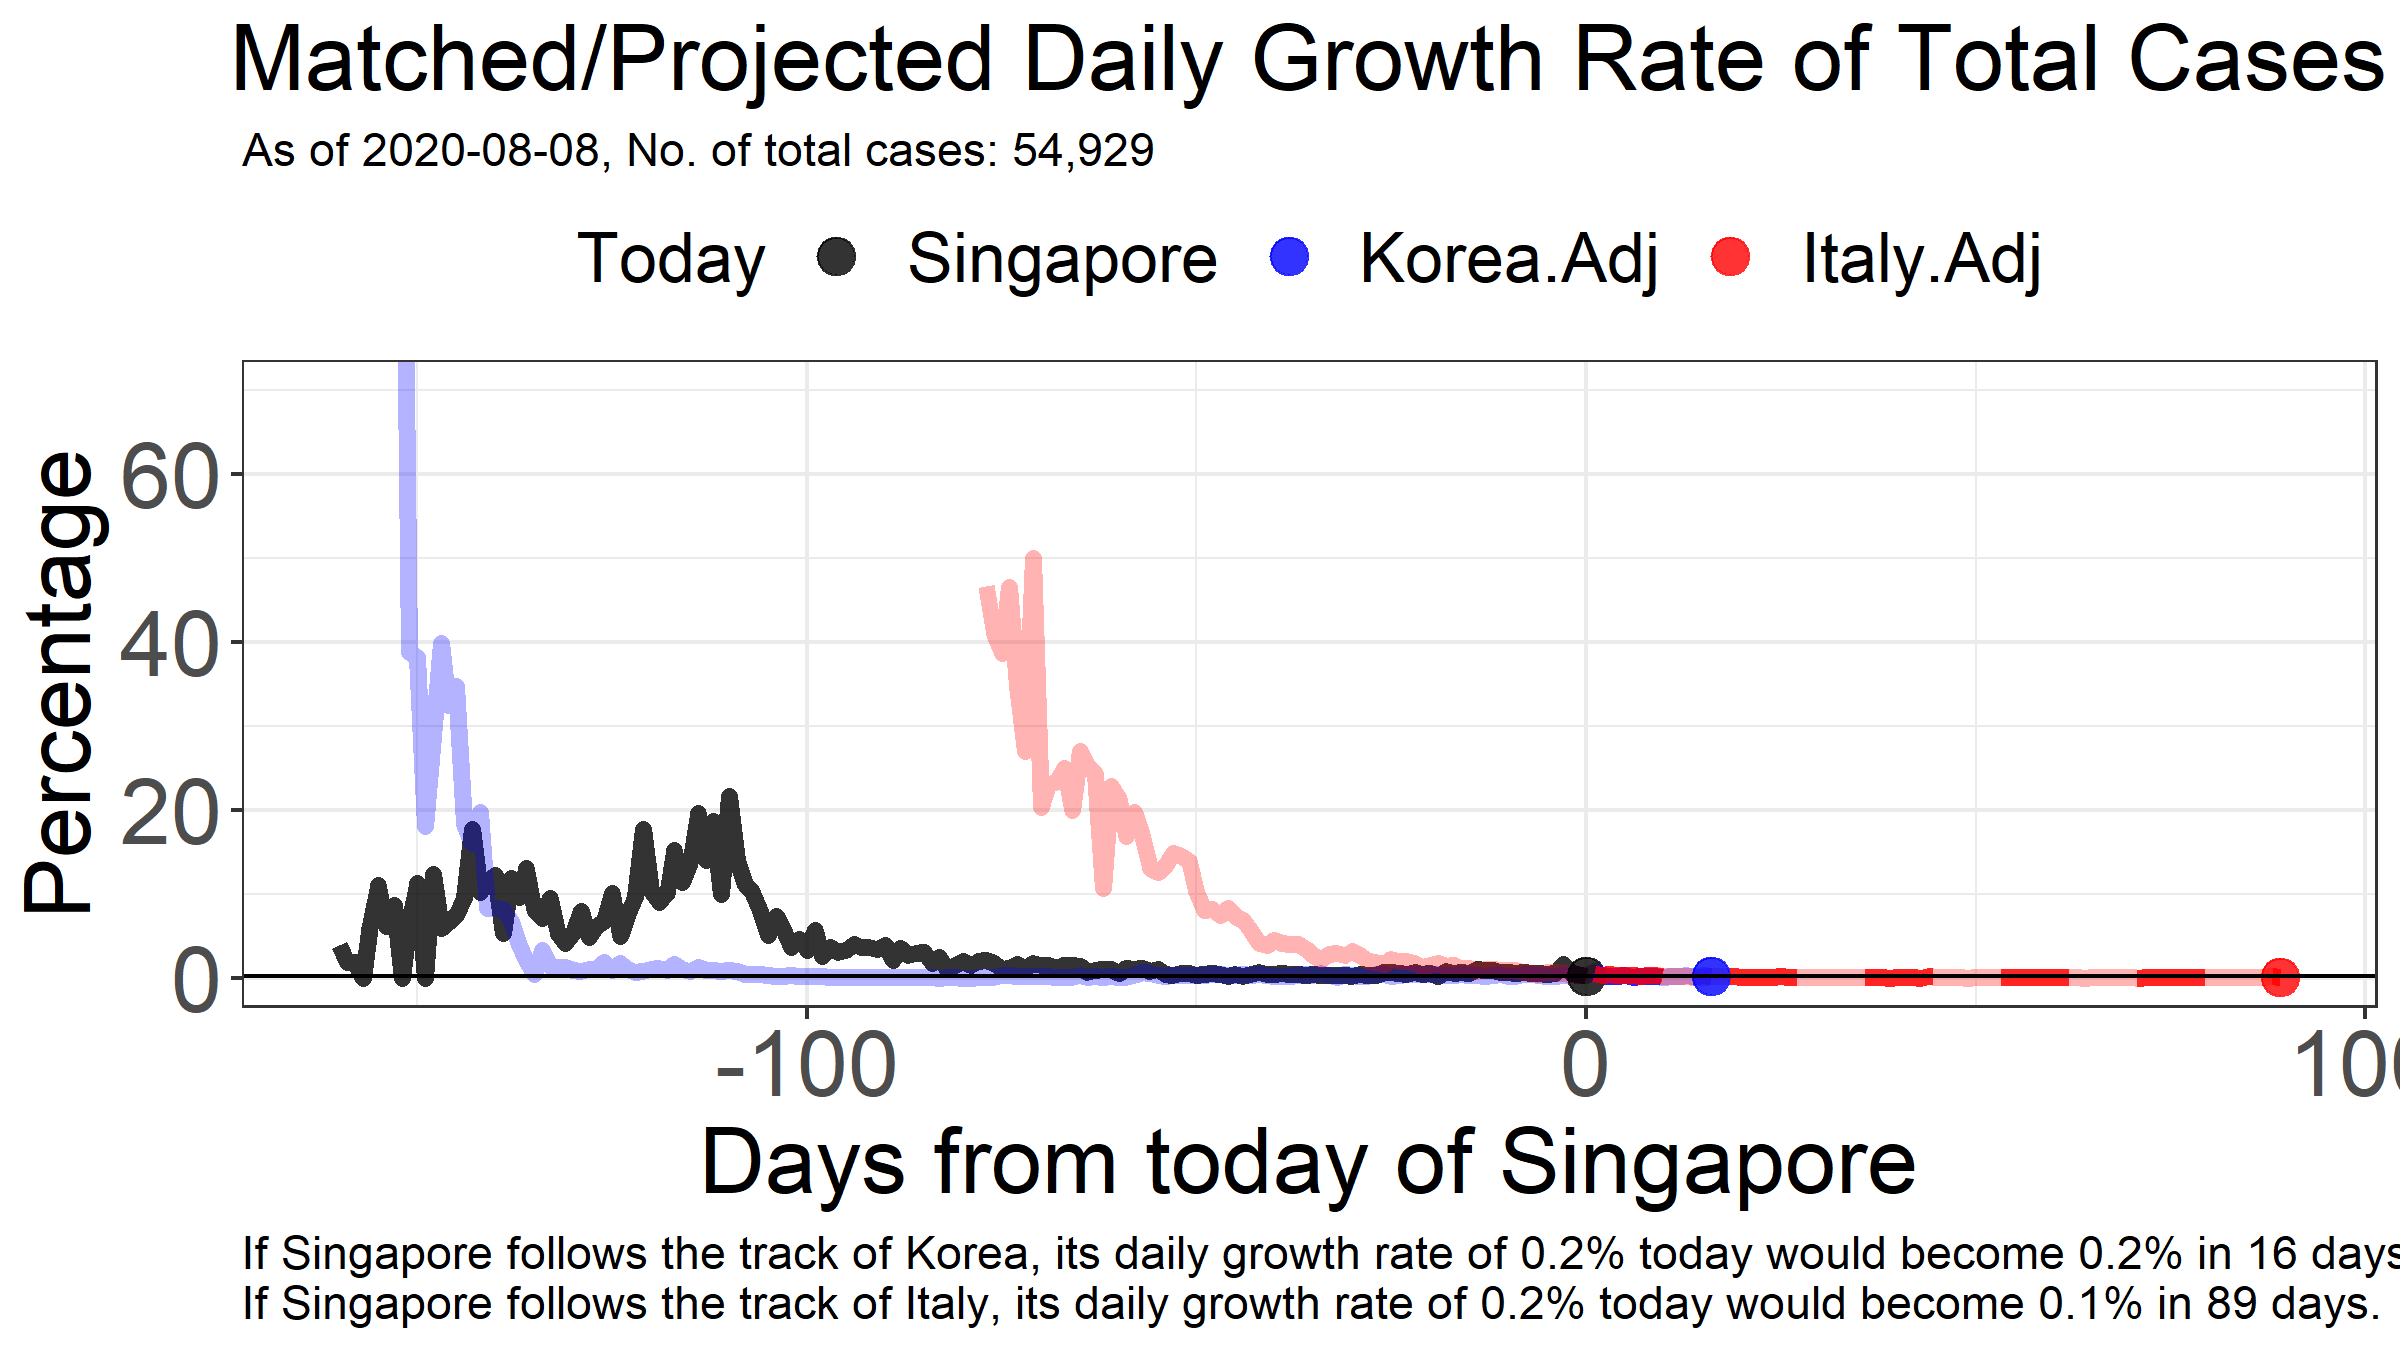 Matched/Projected Daily Growth Rate of Total Cases
As of 2020-08-08, No. of total cases: 54,929
Today Singapore Korea.Adj Italy.Adj
Percentage
60
40
20
0
-100 0 100
Days from today of Singapore
If Singapore follows the track of Korea, its daily growth rate of 0.2% today would become 0.2% in 16 days
If Singapore follows the track of Italy, its daily growth rate of 0.2% today would become 0.1% in 89 days.